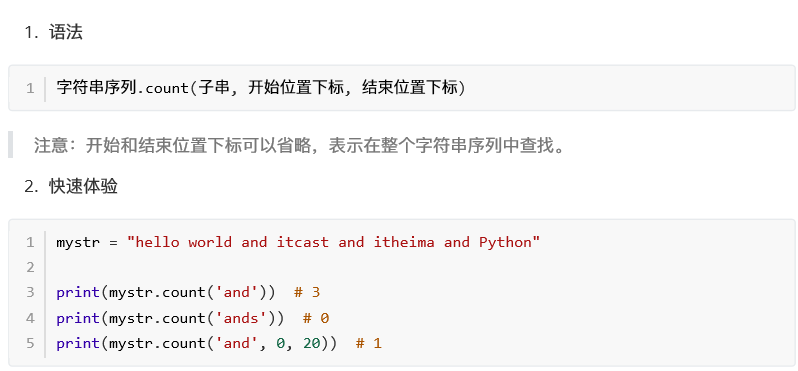 1. 语法
1 字符串序列.count(子串, 开始位置下标, 结束位置下标)
注意：开始和结束位置下标可以省略，表示在整个字符串序列中查找。
2. 快速体验
1 mystr = "hello world and itcast and itheima and Python"
2
3 print(mystr.count('and'))  # 3
4 print(mystr.count('ands'))  # 0
5 print(mystr.count('and', 0, 20))  # 1